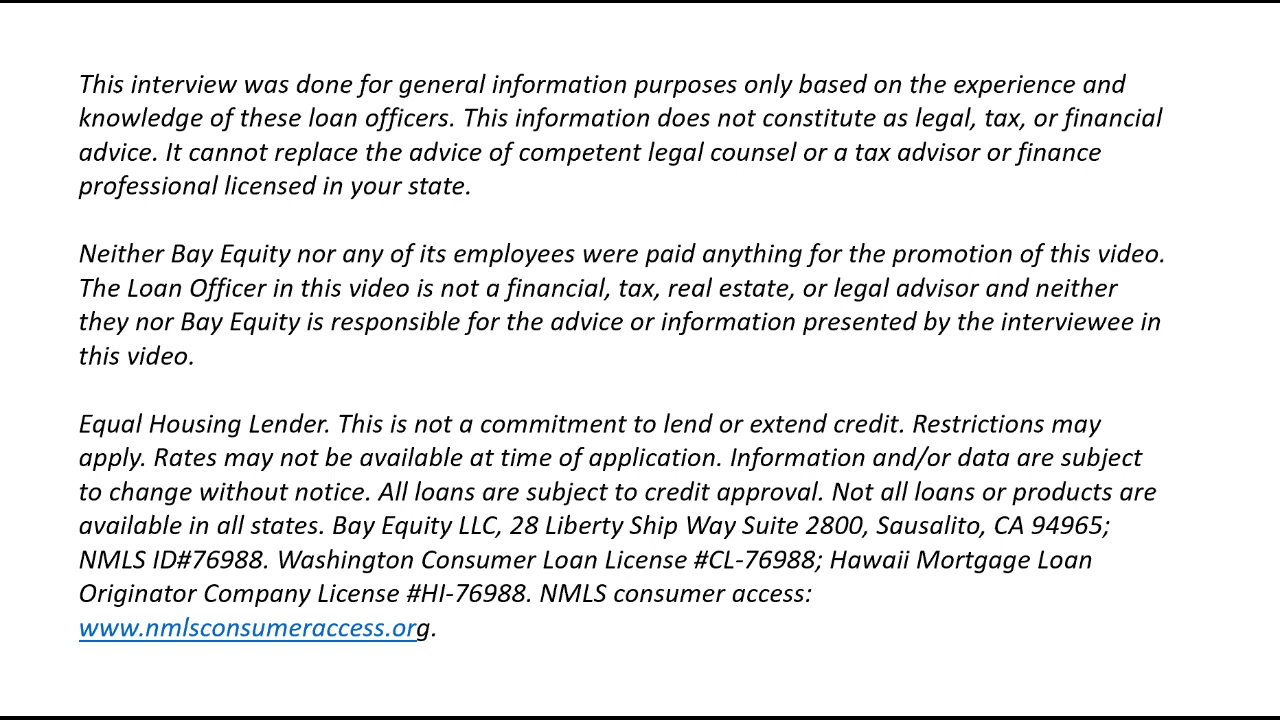 This interview was done for general information purposes only based on the experience and
knowledge of these loan officers. This information does not constitute as legal, tax, or financial
advice. It cannot replace the advice of competent legal counsel or a tax advisor or finance
professional licensed in your state.
Neither Bay Equity nor any of its employees were paid anything for the promotion of this video.
The Loan Officer in this video is not a financial, tax, real estate, or legal advisor and neither
they nor Bay Equity is responsible for the advice or information presented by the interviewee in
this video.
Equal Housing Lender. This is not a commitment to lend or extend credit. Restrictions may
apply. Rates may not be available at time of application. Information and/or data are subject
to change without notice. All loans are subject to credit approval. Not all loans or products are
available in all states. Bay Equity LLC, 28 Liberty Ship Way Suite 2800, Sausalito, CA 94965;
NMLS ID#76988. Washington Consumer Loan License #CL-76988; Hawaii Mortgage Loan
Originator Company License #HI-76988. NMLS consumer access:
www.nmlsconsumeraccess.org.